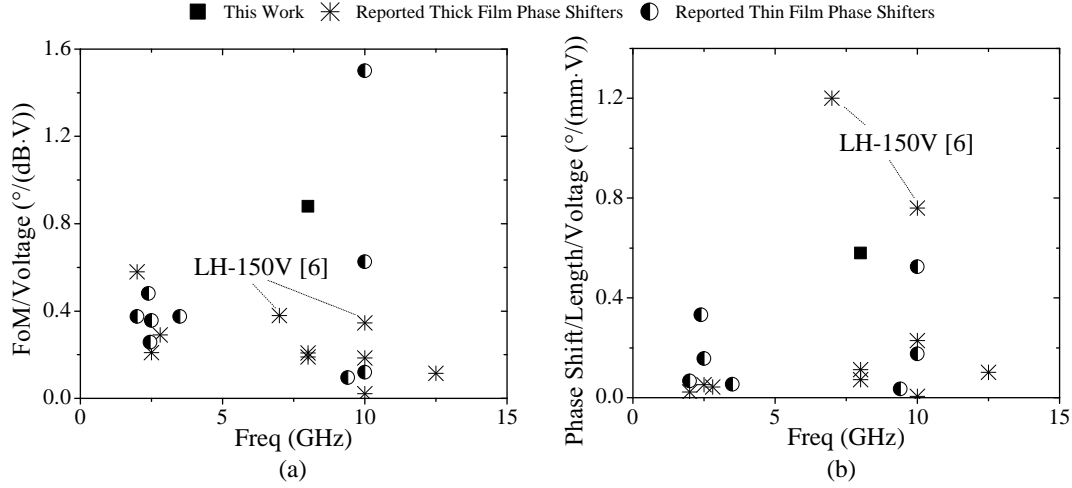 This Work Reported Thick Film Phase Shifters Reported Thin Film Phase Shifters
FoM/Voltage (°/(dB·V))
1.6
1.2
0.8
0.4
0.0
LH-150V [6]
0 5 10 15
Freq (GHz)
(a)
Phase Shift/Length/Voltage (°/(mm·V))
1.2
0.8
0.4
0.0
LH-150V [6]
0 5 10 15
Freq (GHz)
(b)